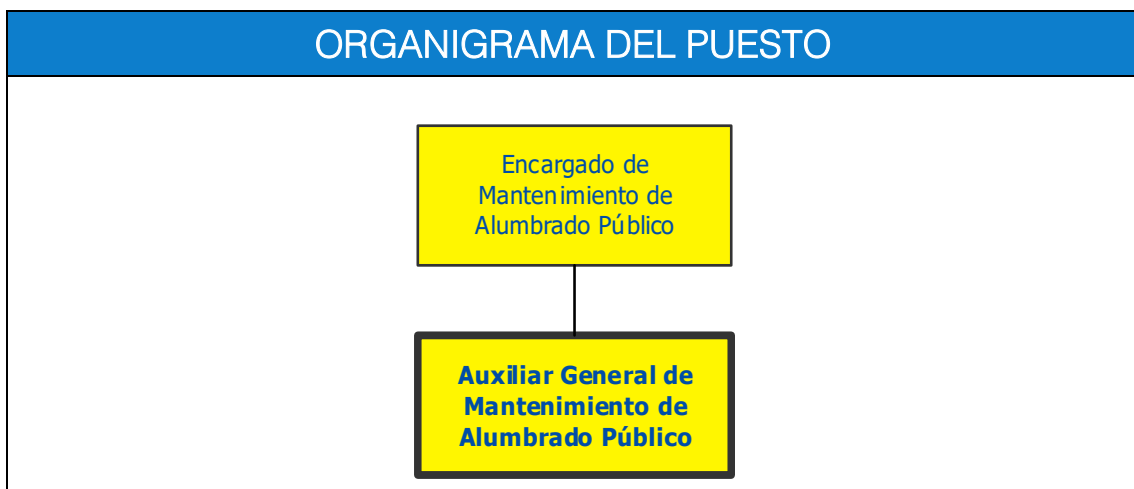 ORGANIGRAMA DEL PUESTO
Encargado de
Mantenimiento de
Alumbrado Público
Auxiliar General de
Mantenimiento de
Alumbrado Público